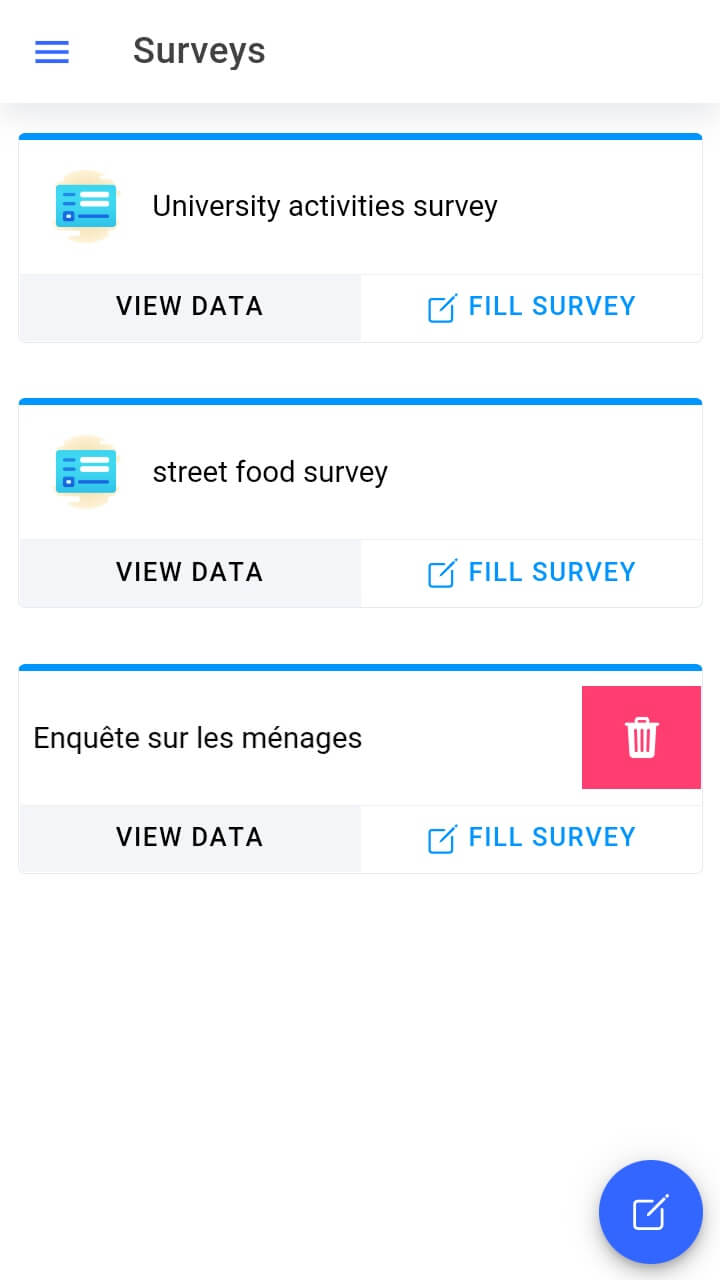 Surveys
University activities survey
VIEW DATA
FILL SURVEY
street food survey
VIEW DATA
FILL SURVEY
Enquête sur les ménages
VIEW DATA
FILL SURVEY